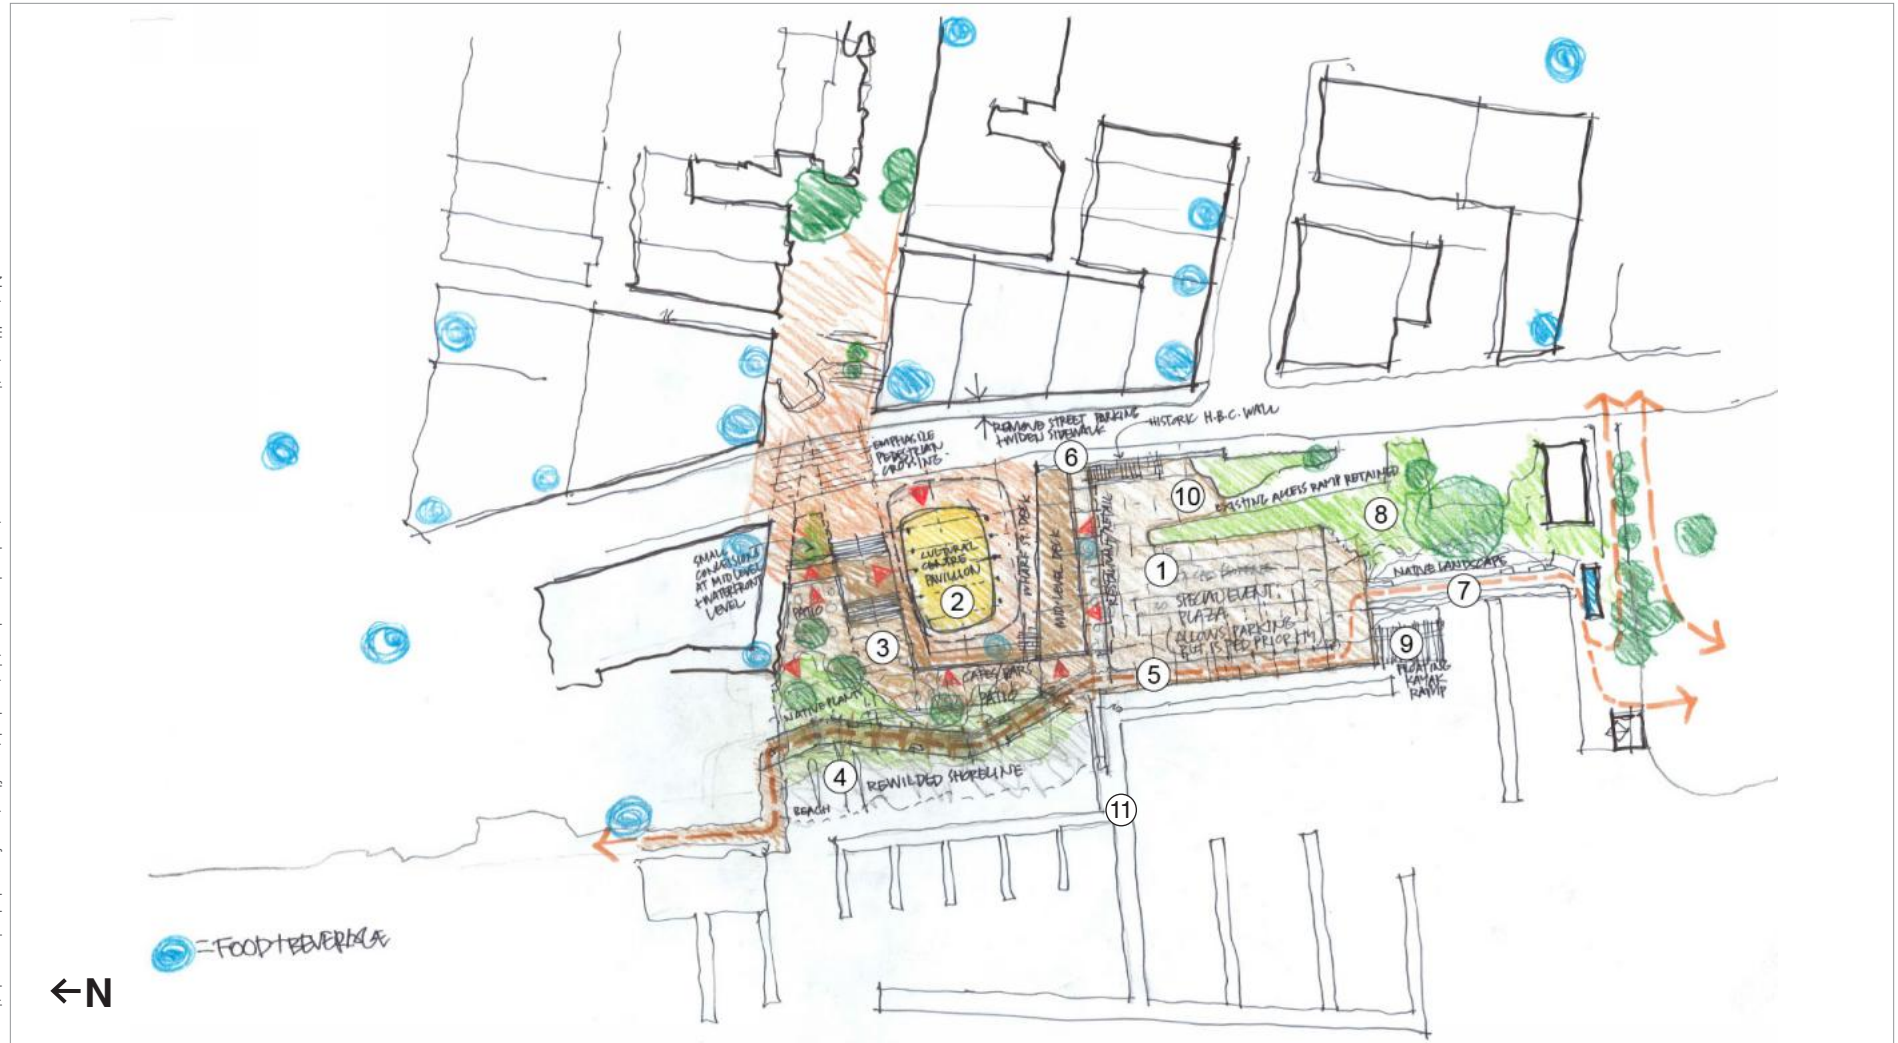 REMOVE STREET PARKING
+ WIDEN SIDEWALK
HISTORIC H.B.C. WALL
EMPHASIZE
PEDESTRIAN
CROSSING
6
10
EXISTING ACCESS RAMP RETAINED
8
SMALL
CONCESSIONS
AT MID LEVEL
+ WATERFRONT
LEVEL
CULTURAL
CENTRE
PAVILLION
2
WHARF ST. DECK
MID LEVEL DECK
RESTAURANT/RETAIL
1
SPECIAL EVENT
PLAZA
(ALLOWS PARKING
BUT IS PED PRIORITY)
NATIVE LANDSCAPE
7
PATIO
3
9
FLOATING
KAYAK
RAMP
5
CAFES/BARS
PATIO
NATIVE PLANT
4
REWILDED SHORELINE
BEACH
11
=FOOD+BEVERAGE
←N